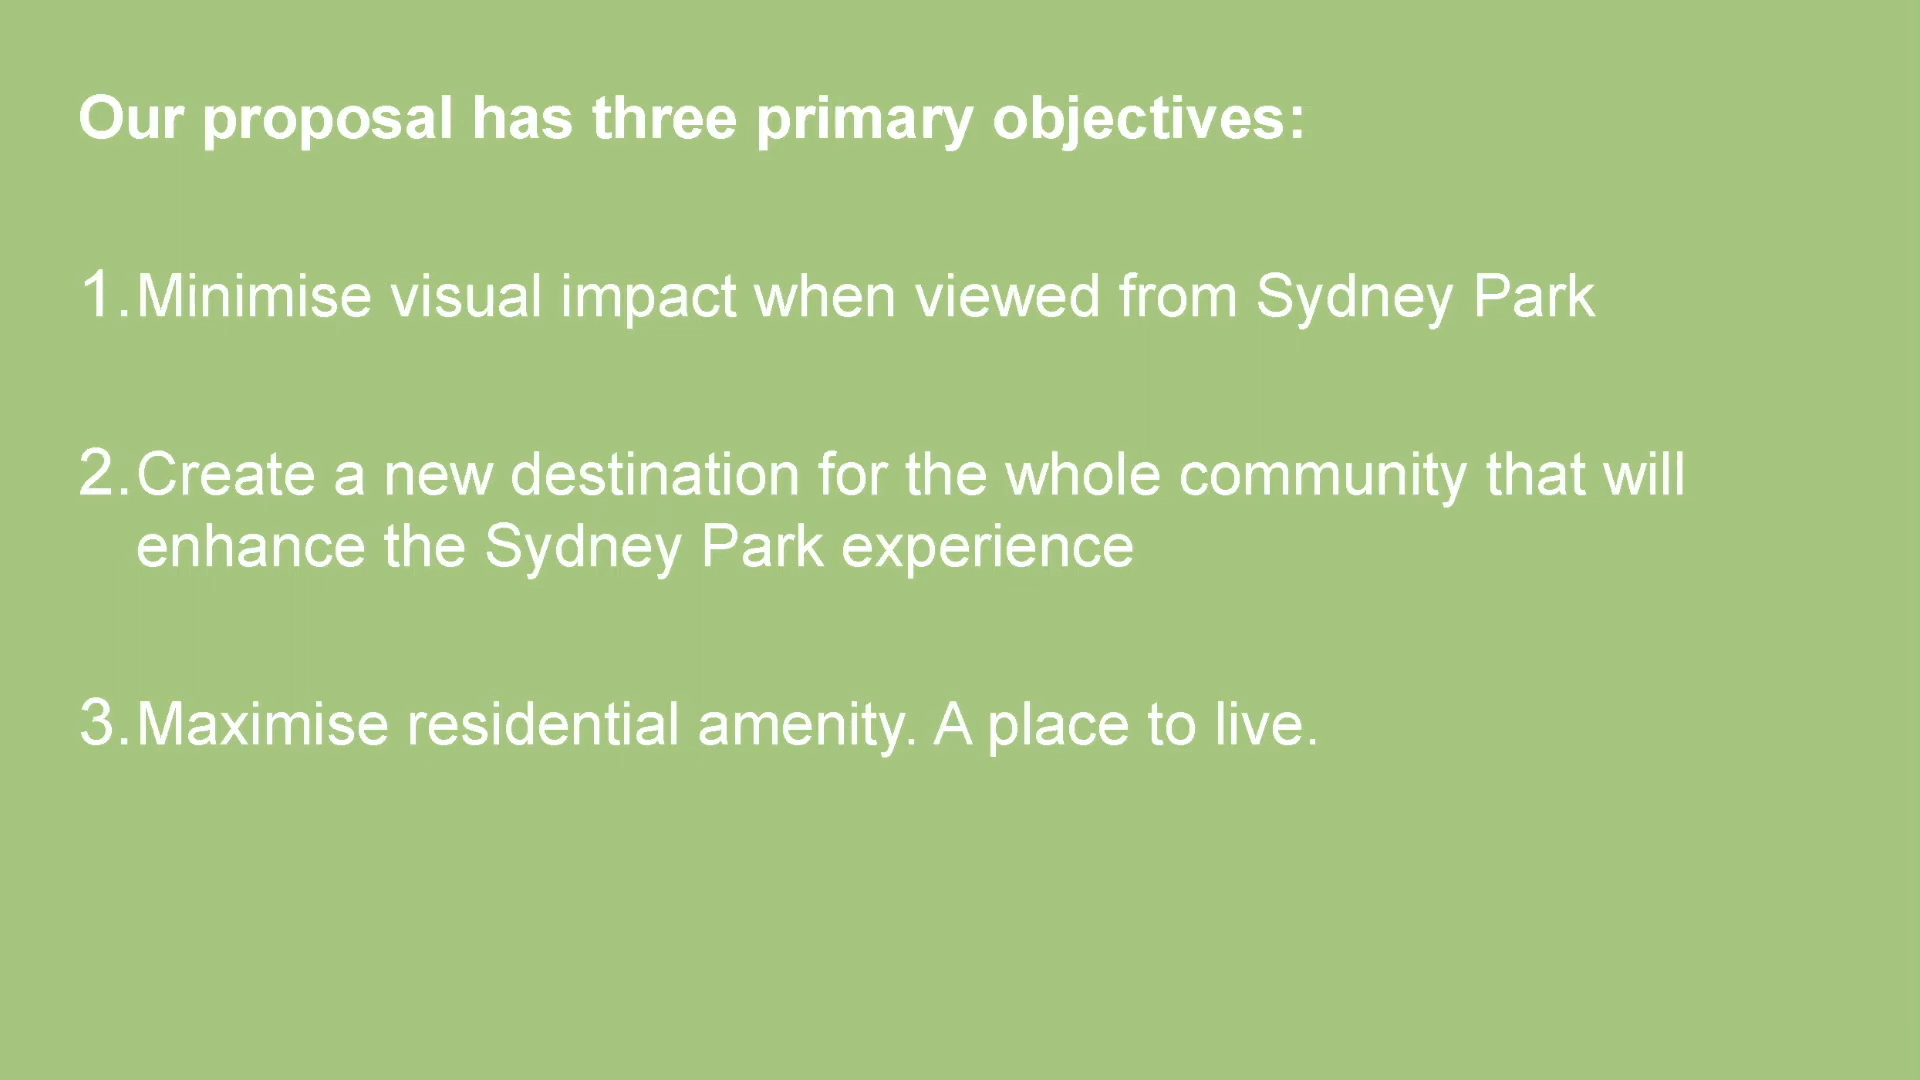 Our proposal has three primary objectives:
1. Minimise visual impact when viewed from Sydney Park
2. Create a new destination for the whole community that will
enhance the Sydney Park experience
3. Maximise residential amenity. A place to live.